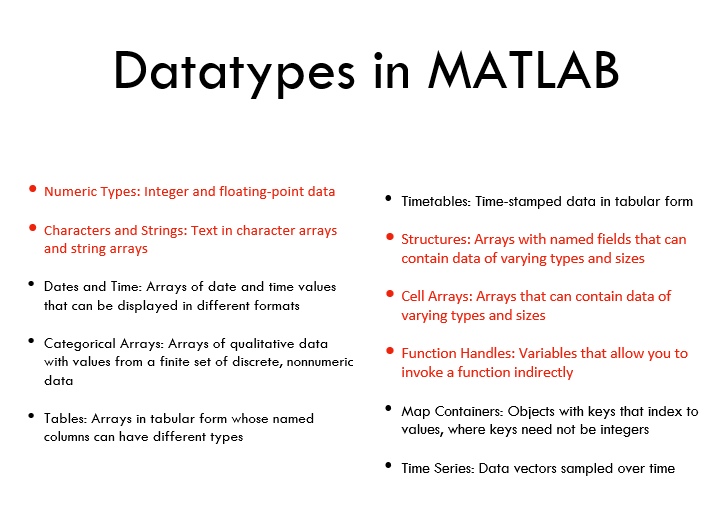 Datatypes in MATLAB
• Numeric Types: Integer and floating-point data
• Characters and Strings: Text in character arrays
and string arrays
• Dates and Time: Arrays of date and time values
that can be displayed in different formats
• Categorical Arrays: Arrays of qualitative data
with values from a finite set of discrete, nonnumeric
data
• Tables: Arrays in tabular form whose named
columns can have different types
• Timetables: Time-stamped data in tabular form
• Structures: Arrays with named fields that can
contain data of varying types and sizes
• Cell Arrays: Arrays that can contain data of
varying types and sizes
• Function Handles: Variables that allow you to
invoke a function indirectly
• Map Containers: Objects with keys that index to
values, where keys need not be integers
• Time Series: Data vectors sampled over time